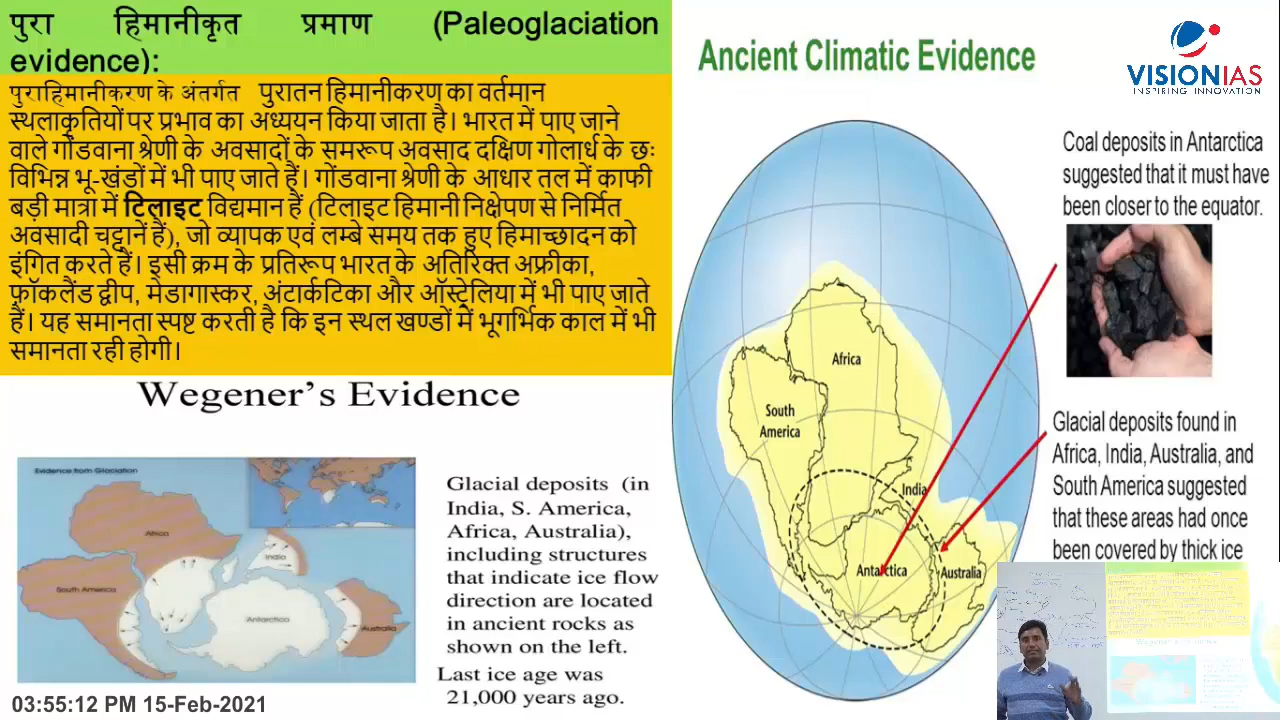 पुरा हिमानीकृत प्रमाण (Paleoglaciation
evidence):
पुराहिमानीकरण के अंतर्गत पुरातन हिमानीकरण का वर्तमान
स्थलाकृतियों पर प्रभाव का अध्ययन किया जाता है। भारत में पाए जाने
वाले गोंडवाना श्रेणी के अवसादों के समरूप अवसाद दक्षिण गोलार्ध के छः
विभिन्न भू-खंडों में भी पाए जाते हैं। गोंडवाना श्रेणी के आधार तल में काफी
बड़ी मात्रा में टिलाइट विद्यमान हैं (टिलाइट हिमानी निक्षेपण से निर्मित
अवसादी चट्टानें हैं), जो व्यापक एवं लम्बे समय तक हुए हिमाच्छादन को
इंगित करते हैं। इसी क्रम के प्रतिरूप भारत के अतिरिक्त अफ्रीका,
फ़ॉकलैंड द्वीप, मेडागास्कर, अंटार्कटिका और ऑस्ट्रेलिया में भी पाए जाते
हैं। यह समानता स्पष्ट करती है कि इन स्थल खण्डों में भूगर्भिक काल में भी
समानता रही होगी।
Wegener's Evidence
Evidence from Glaciation
Africa
India
South America
Antarctica
Australia
Glacial deposits (in
India, S. America,
Africa, Australia),
including structures
that indicate ice flow
direction are located
in ancient rocks as
shown on the left.
Last ice age was
21,000 years ago.
03:55:12 PM 15-Feb-2021
Ancient Climatic Evidence
VISIONIAS
INSPIRING INNOVATION
Africa
South
America
India
Antarctica
Australia
Coal deposits in Antarctica
suggested that it must have
been closer to the equator.
Glacial deposits found in
Africa, India, Australia, and
South America suggested
that these areas had once
been covered by thick ice